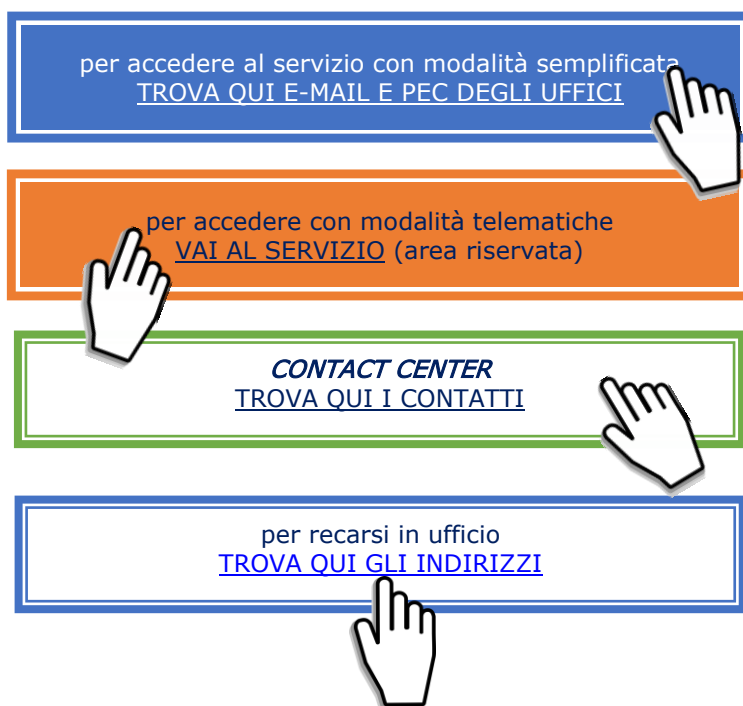 per accedere al servizio con modalità semplificata
TROVA QUI E-MAIL E PEC DEGLI UFFICI
per accedere con modalità telematiche
VAI AL SERVIZIO (area riservata)
CONTACT CENTER
TROVA QUI I CONTATTI
per recarsi in ufficio
TROVA QUI GLI INDIRIZZI